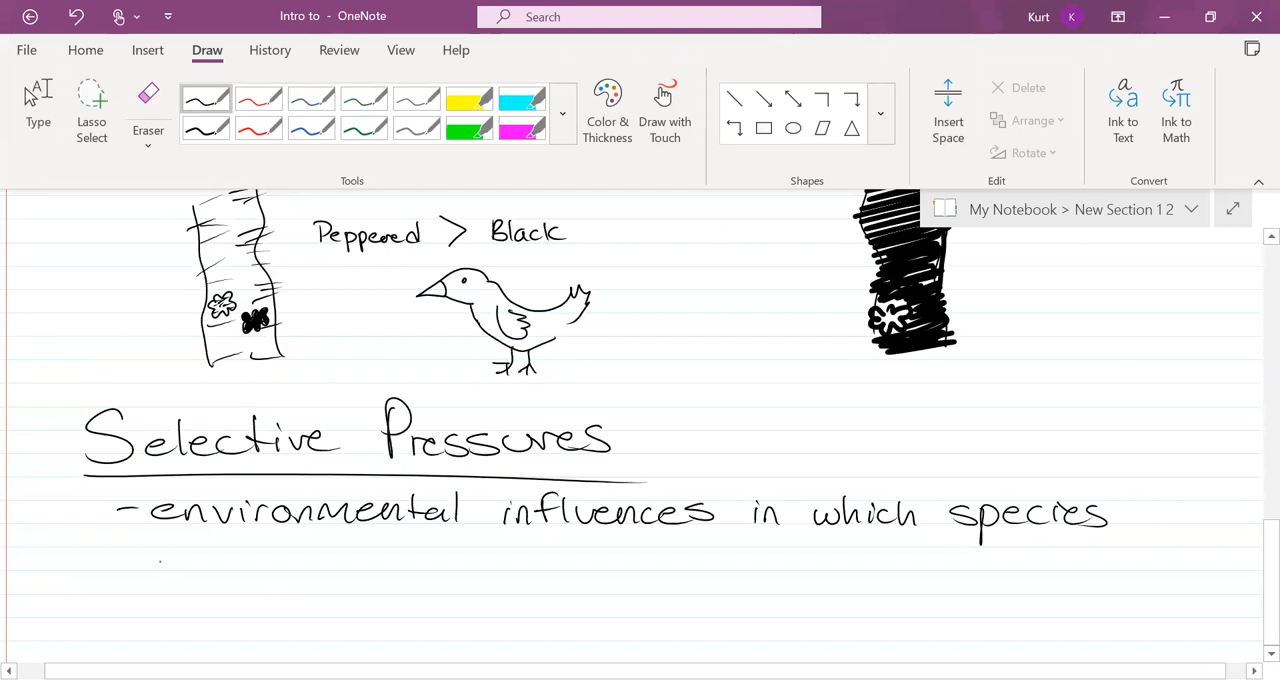 Intro to - OneNote
Search
Kurt K
File Home Insert Draw History Review View Help
Type
Lasso Select
Eraser
Color & Thickness
Draw with Touch
Insert Space
Delete
Arrange
Rotate
Ink to Text
Ink to Math
Tools
Shapes
Edit
Convert
My Notebook > New Section 1 2
Peppered > Black
Selective Pressures
- environmental influences in which species